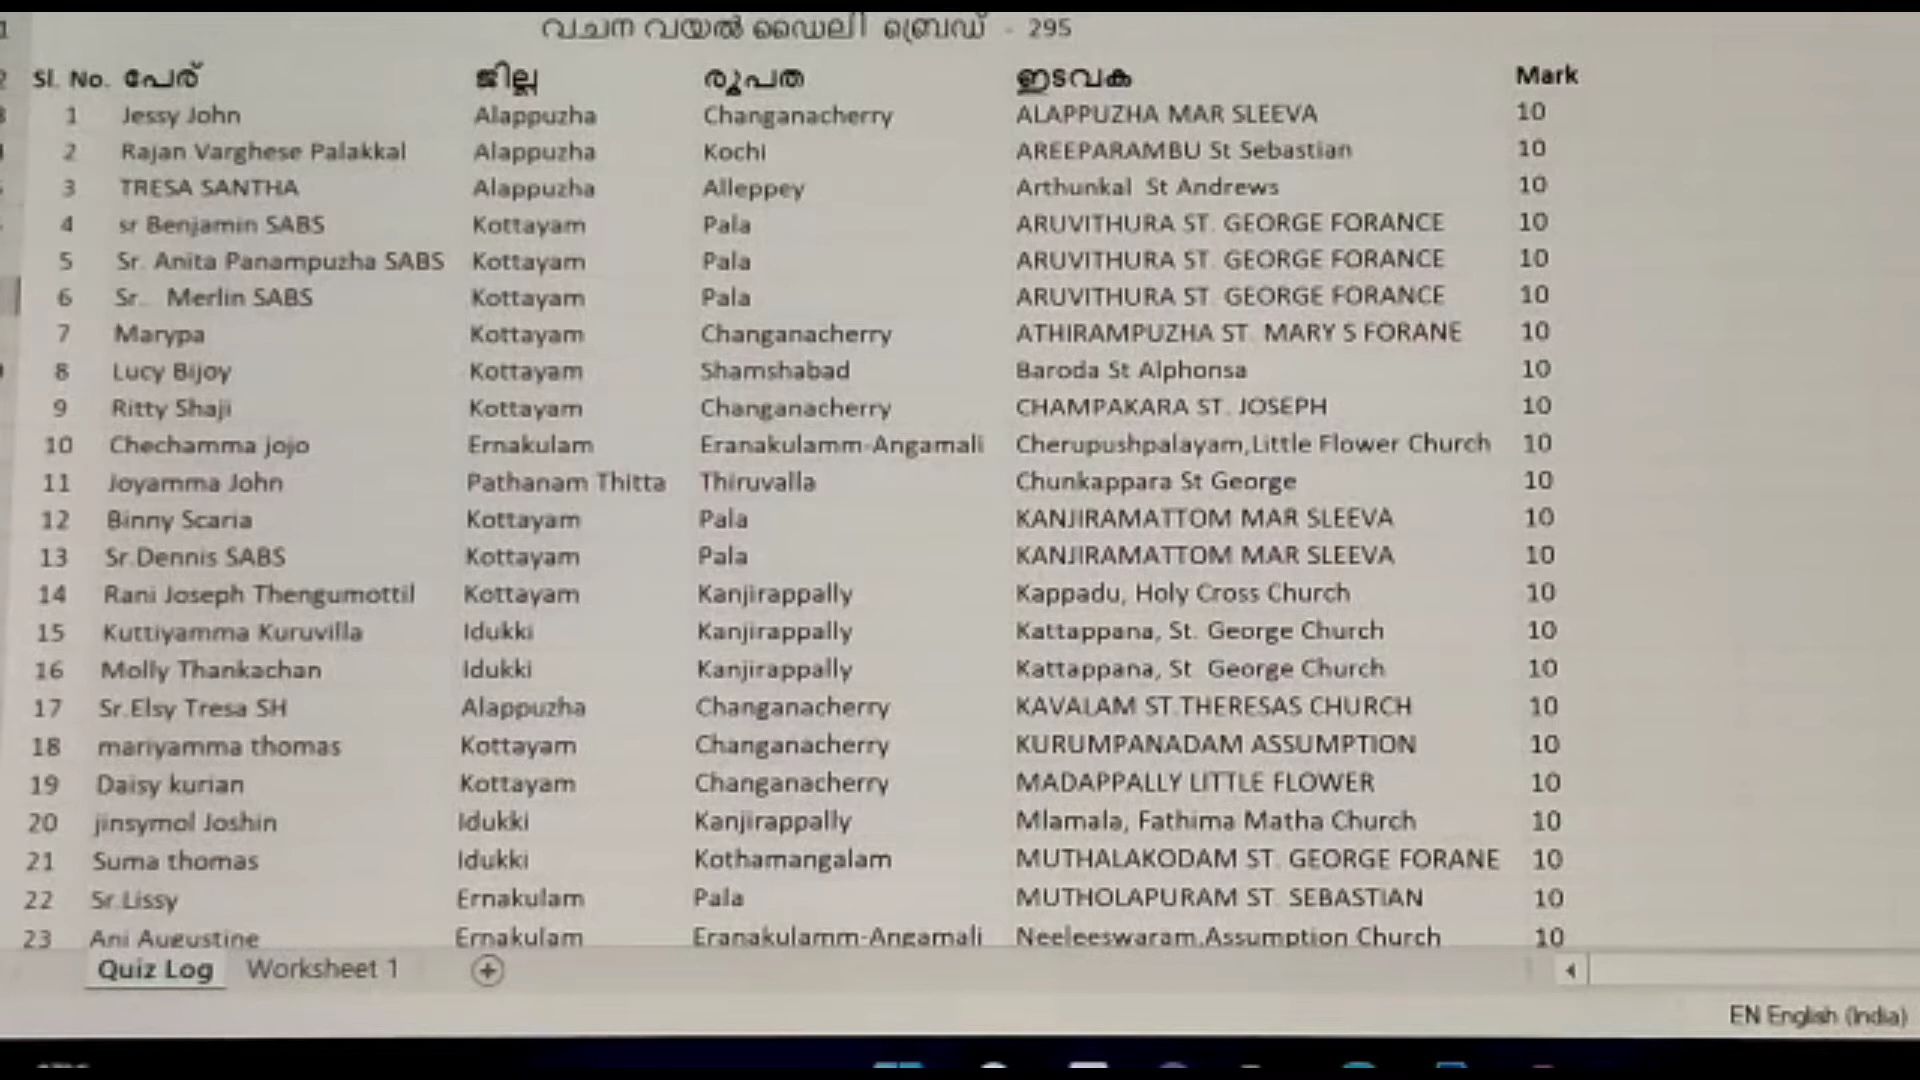 വചന വയൽ ഡൈലി ബ്രെഡ് - 295
Sl. No. പേര് ജില്ല രൂപത ഇടവക Mark
1 Jessy John Alappuzha Changanacherry ALAPPUZHA MAR SLEEVA 10
2 Rajan Varghese Palakkal Alappuzha Kochi AREEPARAMBU St Sebastian 10
3 TRESA SANTHA Alappuzha Alleppey Arthunkal St Andrews 10
4 sr Benjamin SABS Kottayam Pala ARUVITHURA ST. GEORGE FORANCE 10
5 Sr. Anita Panampuzha SABS Kottayam Pala ARUVITHURA ST. GEORGE FORANCE 10
6 Sr. Merlin SABS Kottayam Pala ARUVITHURA ST. GEORGE FORANCE 10
7 Marypa Kottayam Changanacherry ATHIRAMPUZHA ST. MARY S FORANE 10
8 Lucy Bijoy Kottayam Shamshabad Baroda St Alphonsa 10
9 Ritty Shaji Kottayam Changanacherry CHAMPAKARA ST. JOSEPH 10
10 Chechamma jojo Ernakulam Eranakulamm-Angamali Cherupushpalayam,Little Flower Church 10
11 Joyamma John Pathanam Thitta Thiruvalla Chunkappara St George 10
12 Binny Scaria Kottayam Pala KANJIRAMATTOM MAR SLEEVA 10
13 Sr.Dennis SABS Kottayam Pala KANJIRAMATTOM MAR SLEEVA 10
14 Rani Joseph Thengumottil Kottayam Kanjirappally Kappadu, Holy Cross Church 10
15 Kuttiyamma Kuruvilla Idukki Kanjirappally Kattappana, St. George Church 10
16 Molly Thankachan Idukki Kanjirappally Kattappana, St. George Church 10
17 Sr.Elsy Tresa SH Alappuzha Changanacherry KAVALAM ST.THERESAS CHURCH 10
18 mariyamma thomas Kottayam Changanacherry KURUMPANADAM ASSUMPTION 10
19 Daisy kurian Kottayam Changanacherry MADAPPALLY LITTLE FLOWER 10
20 jinsymol Joshin Idukki Kanjirappally Mlamala, Fathima Matha Church 10
21 Suma thomas Idukki Kothamangalam MUTHALAKODAM ST. GEORGE FORANE 10
22 Sr.Lissy Ernakulam Pala MUTHOLAPURAM ST. SEBASTIAN 10
23 Ani Augustine Ernakulam Eranakulamm-Angamali Neeleeswaram,Assumption Church 10
Quiz Log Worksheet 1
EN English (India)